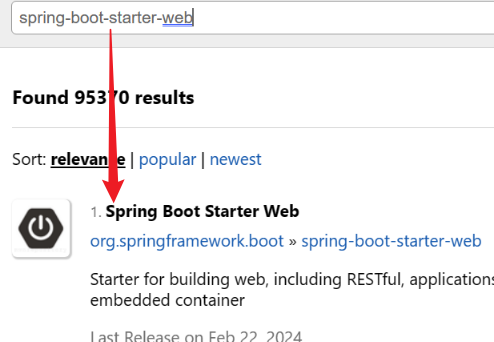 spring-boot-starter-web
Found 95370 results
Sort: relevance | popular | newest
1. Spring Boot Starter Web
org.springframework.boot » spring-boot-starter-web
Starter for building web, including RESTful, applications
embedded container
Last Release on Feb 22, 2024